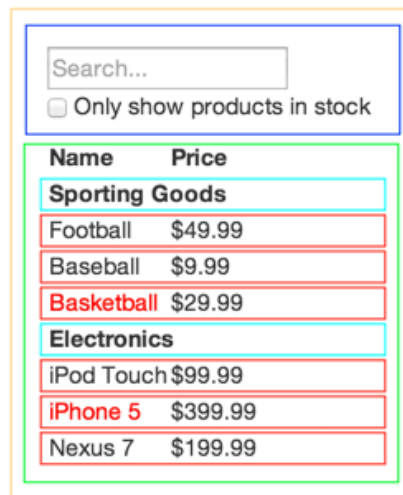 Search...
Only show products in stock
Name Price
Sporting Goods
Football $49.99
Baseball $9.99
Basketball $29.99
Electronics
iPod Touch $99.99
iPhone 5 $399.99
Nexus 7 $199.99